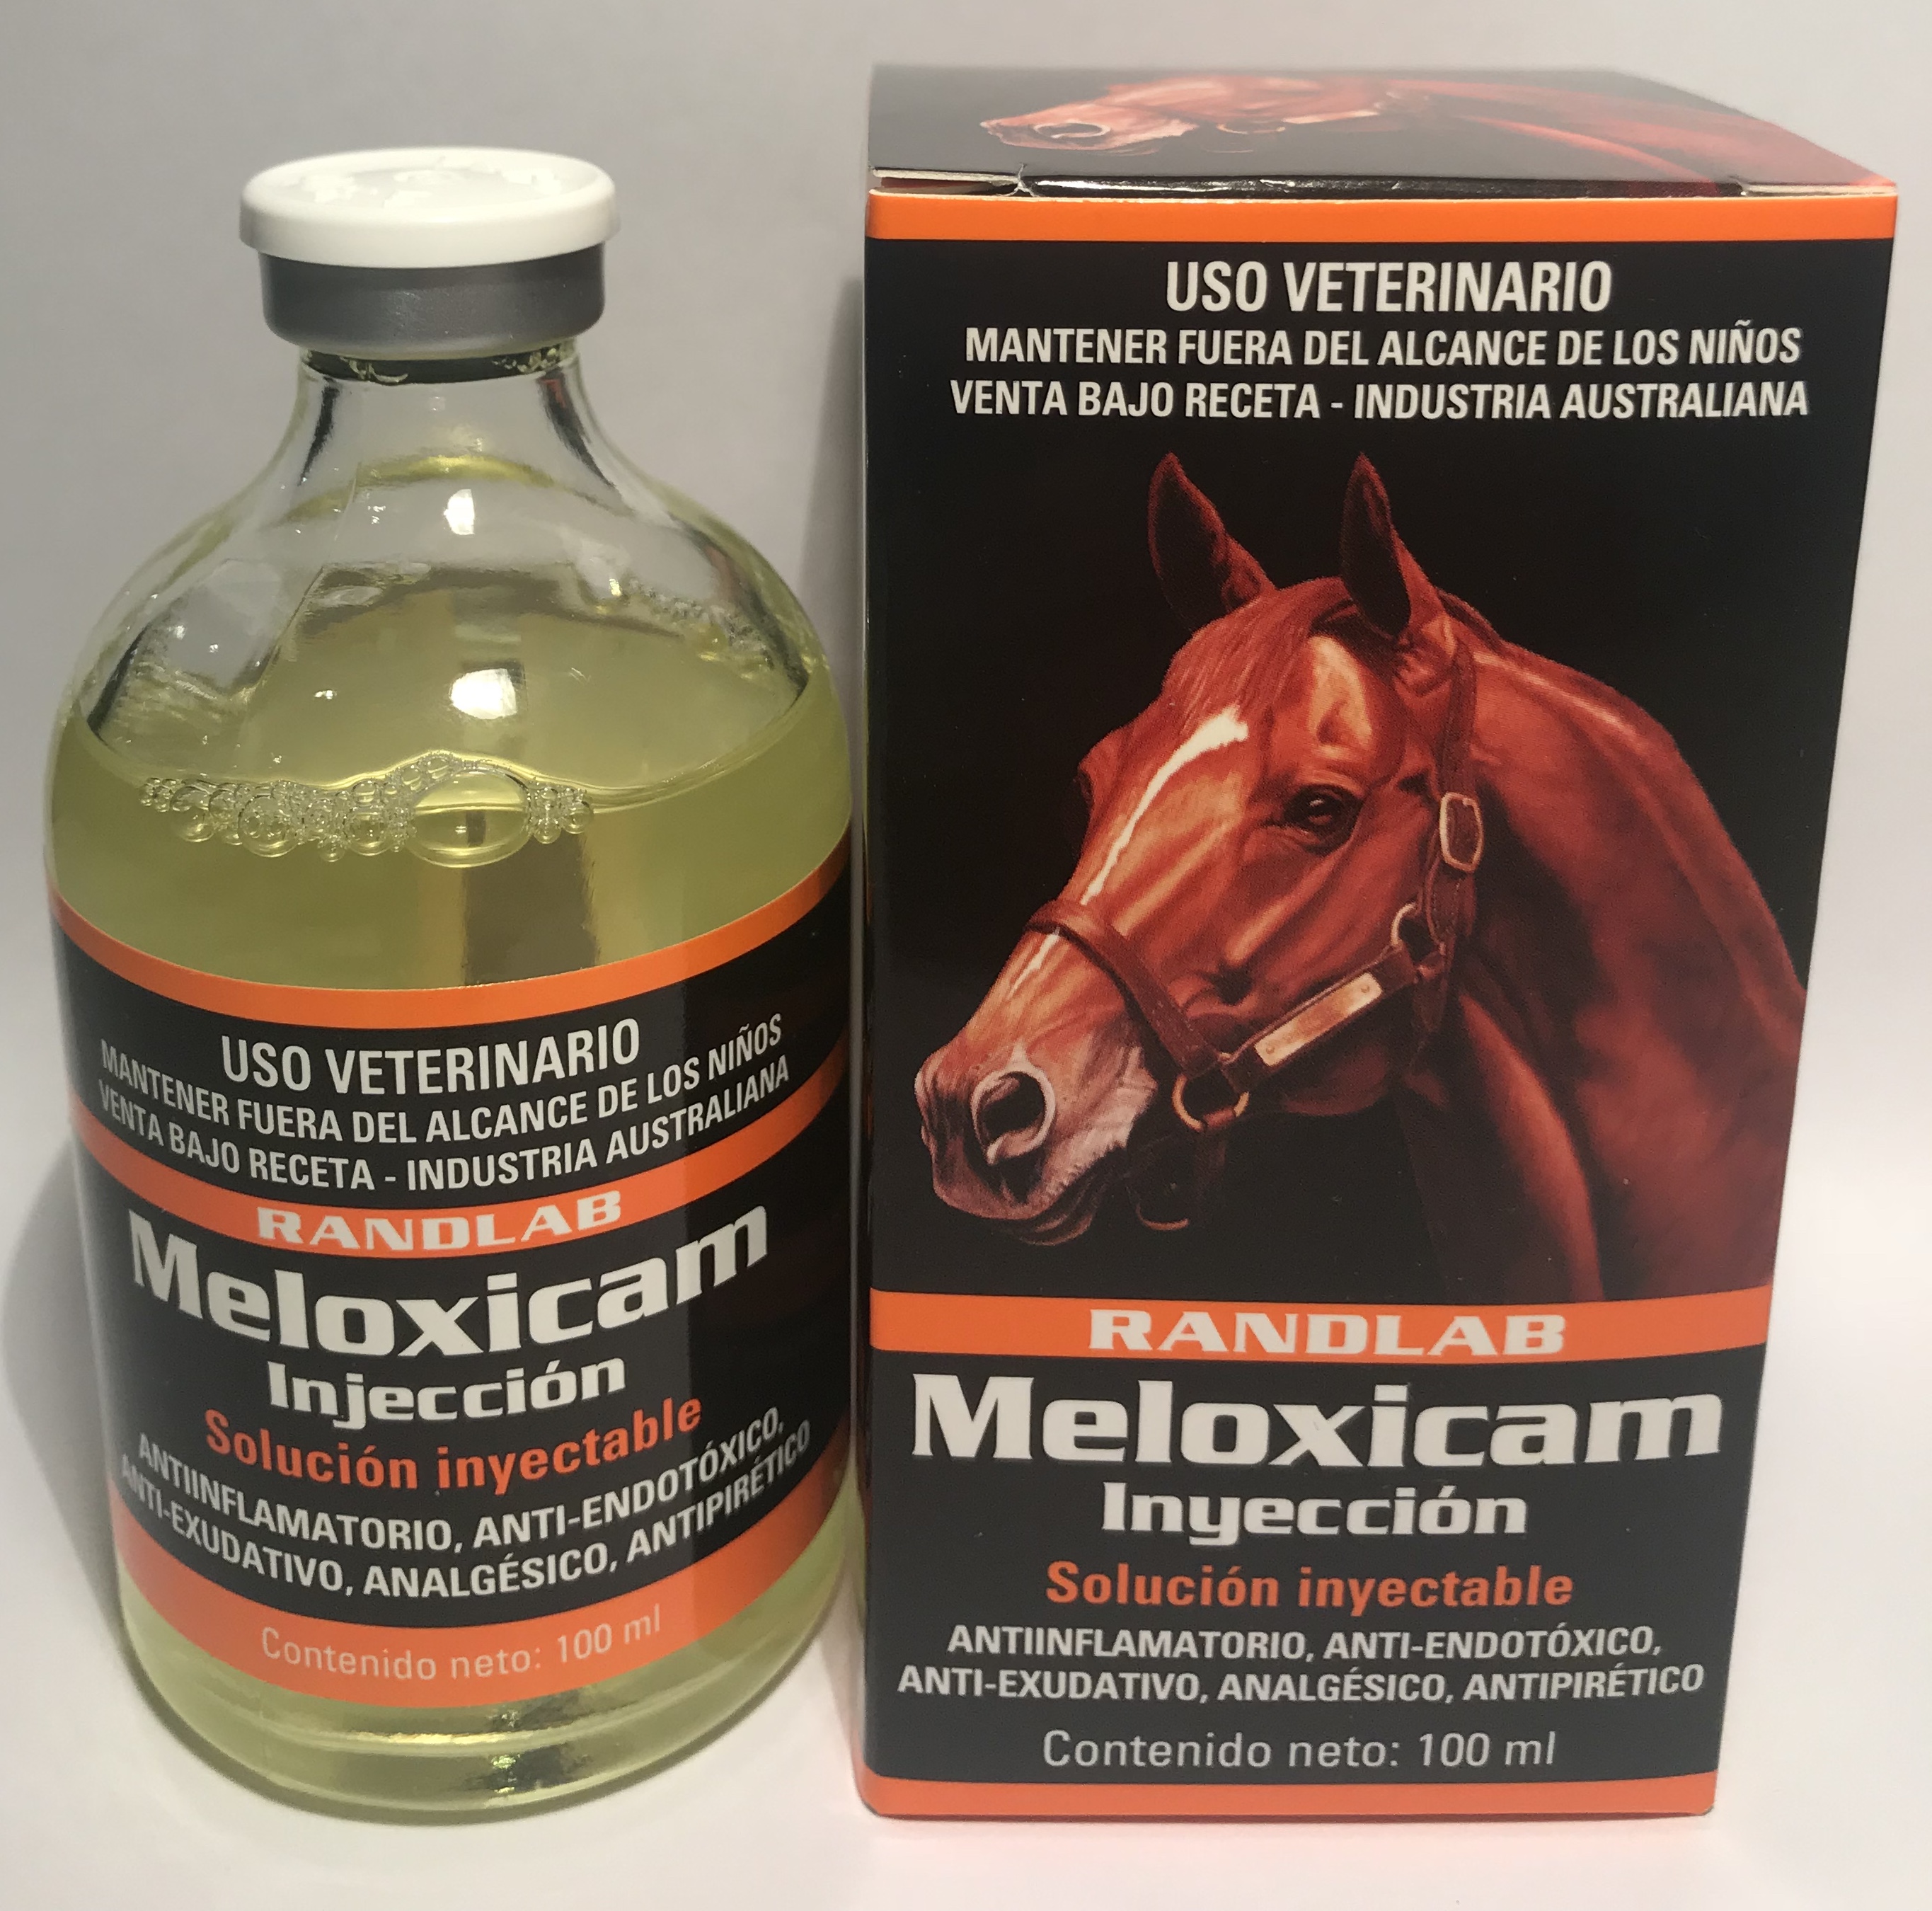 USO VETERINARIO
MANTENER FUERA DEL ALCANCE DE LOS NIÑOS
VENTA BAJO RECETA - INDUSTRIA AUSTRALIANA
RANDLAB
Meloxicam
Injección
Solución inyectable
ANTIINFLAMATORIO, ANTI-ENDOTÓXICO,
ANTI-EXUDATIVO, ANALGÉSICO, ANTIPIRÉTICO
Contenido neto: 100 ml
USO VETERINARIO
MANTENER FUERA DEL ALCANCE DE LOS NIÑOS
VENTA BAJO RECETA - INDUSTRIA AUSTRALIANA
RANDLAB
Meloxicam
Inyección
Solución inyectable
ANTIINFLAMATORIO, ANTI-ENDOTÓXICO,
ANTI-EXUDATIVO, ANALGÉSICO, ANTIPIRÉTICO
Contenido neto: 100 ml